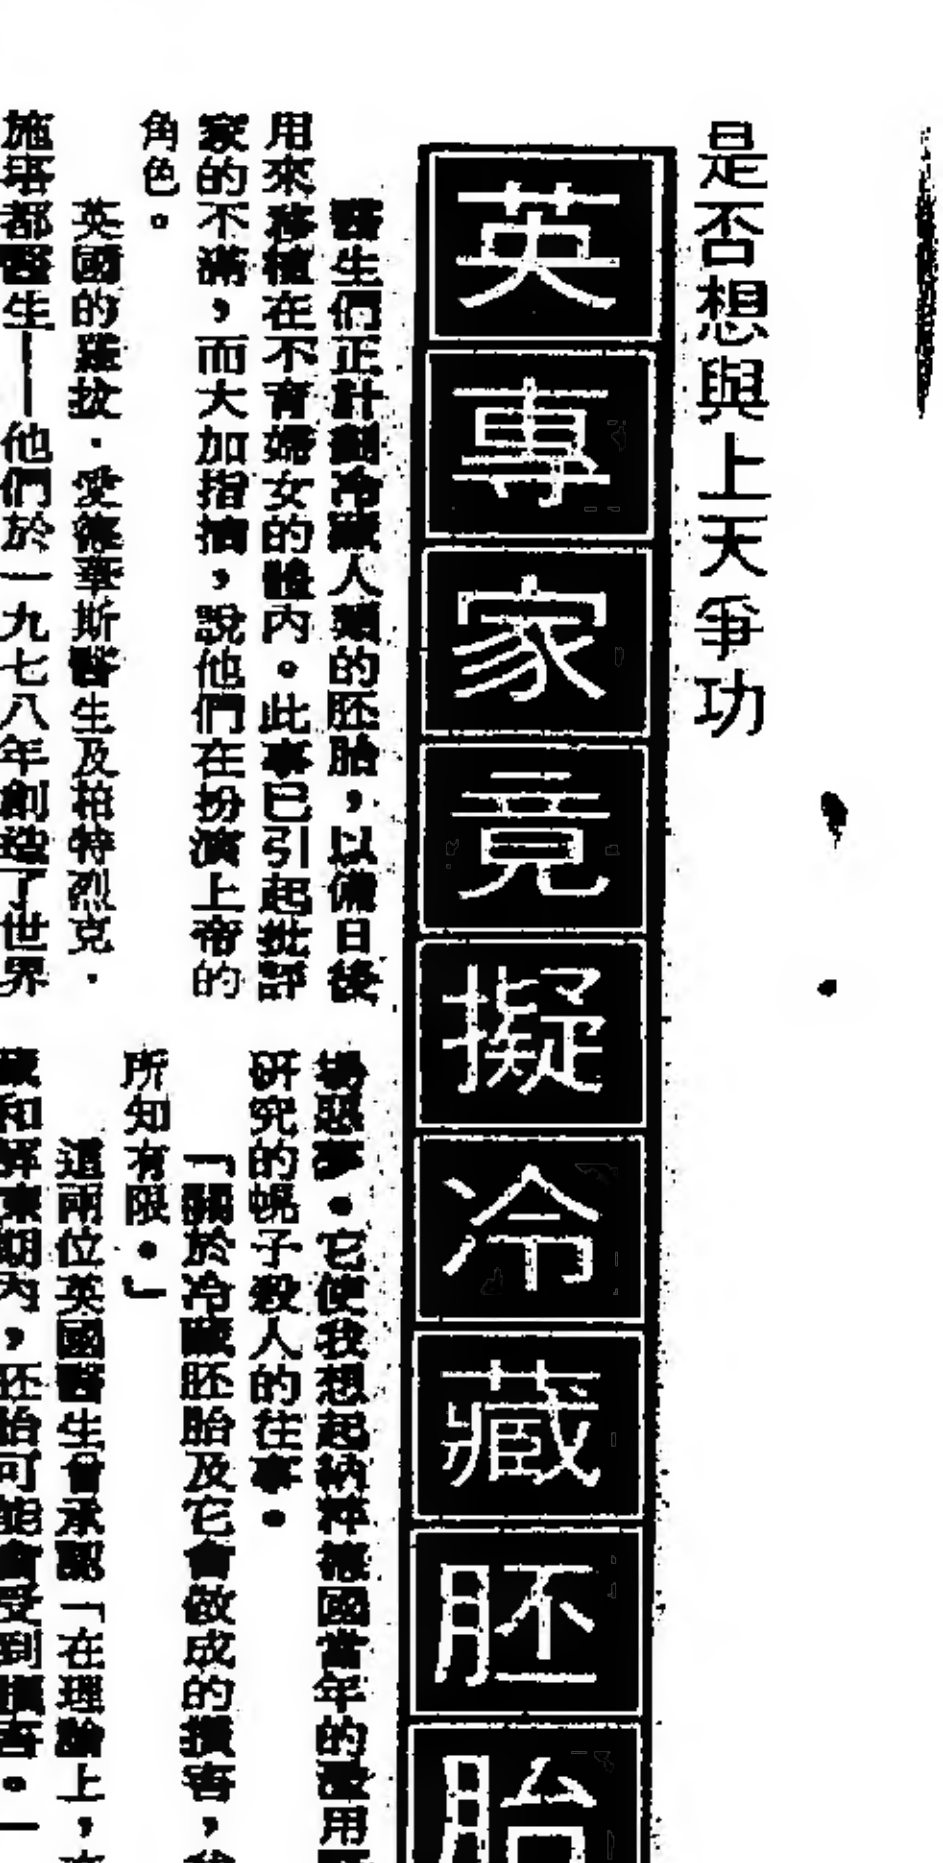 是否想與上天爭功
英專家竟擬冷藏胚胎
醫生們正計劃冷藏人類的胚胎，以備日後
用來移植在不育婦女的體內。此事已引起批評
家的不滿，而大加指摘，說他們在扮演上帝的
角色。
英國的羅拔．愛德華斯醫生及柏特烈克．
施塔都醫生——他們於一九七八年創造了世界
場惡夢。它使我想起納粹德國當年的
研究的瘋子殺人的往事。
「關於冷藏胚胎及它會做成的損害，
所知有限。」
這兩位英國醫生曾承認「在理論上，
藏和解凍期內，胚胎可能會受到損害。一